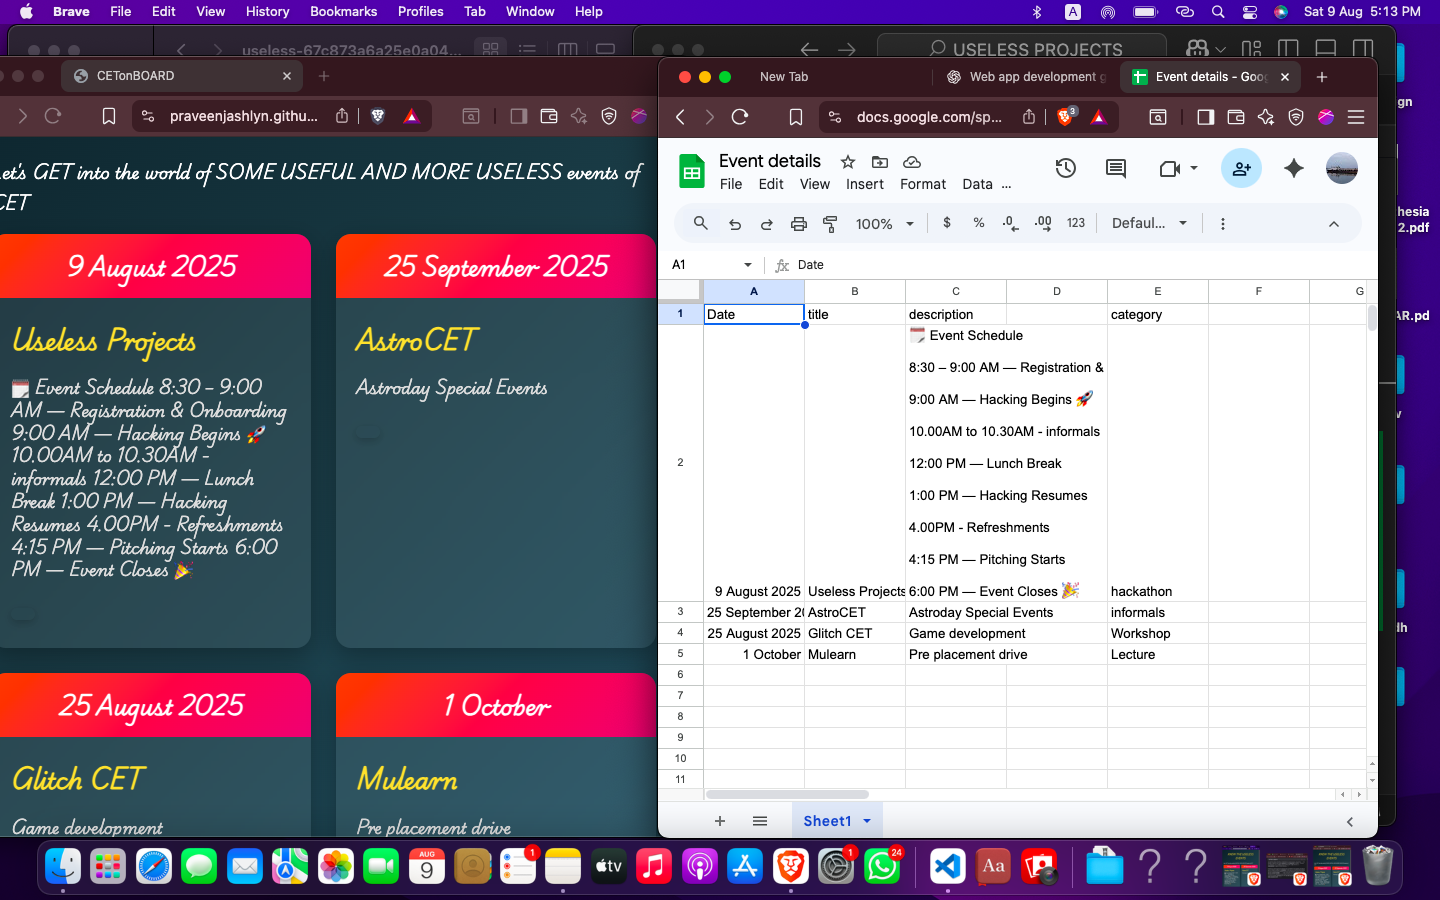 Brave File Edit View History Bookmarks Profiles Tab Window Help
A
Sat 9 Aug 5:13 PM
useless-67c873a6a25e0a04...
USELESS PROJECTS
CETonBOARD
praveenjashlyn.githu...
et's GET into the world of SOME USEFUL AND MORE USELESS events of
CET
9 August 2025
Useless Projects
🗓️ Event Schedule 8:30 – 9:00
AM — Registration & Onboarding
9:00 AM — Hacking Begins 🚀
10.00AM to 10.30AM -
informals 12:00 PM — Lunch
Break 1:00 PM — Hacking
Resumes 4.00PM - Refreshments
4:15 PM — Pitching Starts 6:00
PM — Event Closes 🎉
25 September 2025
AstroCET
Astroday Special Events
25 August 2025
Glitch CET
Game development
1 October
Mulearn
Pre placement drive
New Tab
Web app development g
Event details - Goo
docs.google.com/sp...
3
Event details
File Edit View Insert Format Data ...
100%
$ % .0 .00 123 Defaul...
A1
fx Date
A B C D E F G
1 Date title description category
🗓️ Event Schedule
8:30 – 9:00 AM — Registration &
9:00 AM — Hacking Begins 🚀
10.00AM to 10.30AM - informals
12:00 PM — Lunch Break
2
1:00 PM — Hacking Resumes
4.00PM - Refreshments
4:15 PM — Pitching Starts
9 August 2025 Useless Projects 6:00 PM — Event Closes 🎉 hackathon
3 25 September 20 AstroCET Astroday Special Events informals
4 25 August 2025 Glitch CET Game development Workshop
5 1 October Mulearn Pre placement drive Lecture
6
7
8
9
10
11
Sheet1
gn
hesia
2.pdf
AR.pd
v
dh
AUG
9
1
tv
1
24
Aa